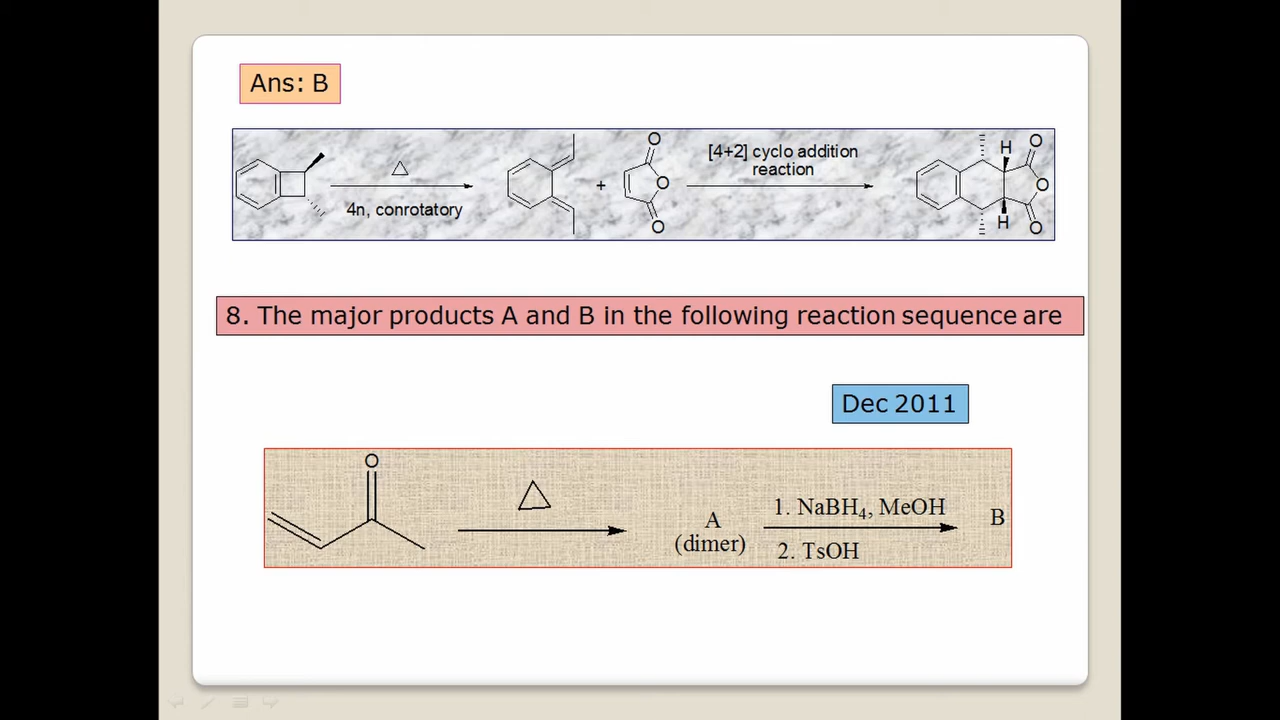 Ans: B
[4+2] cyclo addition
reaction
△
4n, conrotatory
+
O
O
O
H
H
O
O
O
8. The major products A and B in the following reaction sequence are
Dec 2011
O
△
A
(dimer)
1. NaBH₄, MeOH
2. TsOH
B